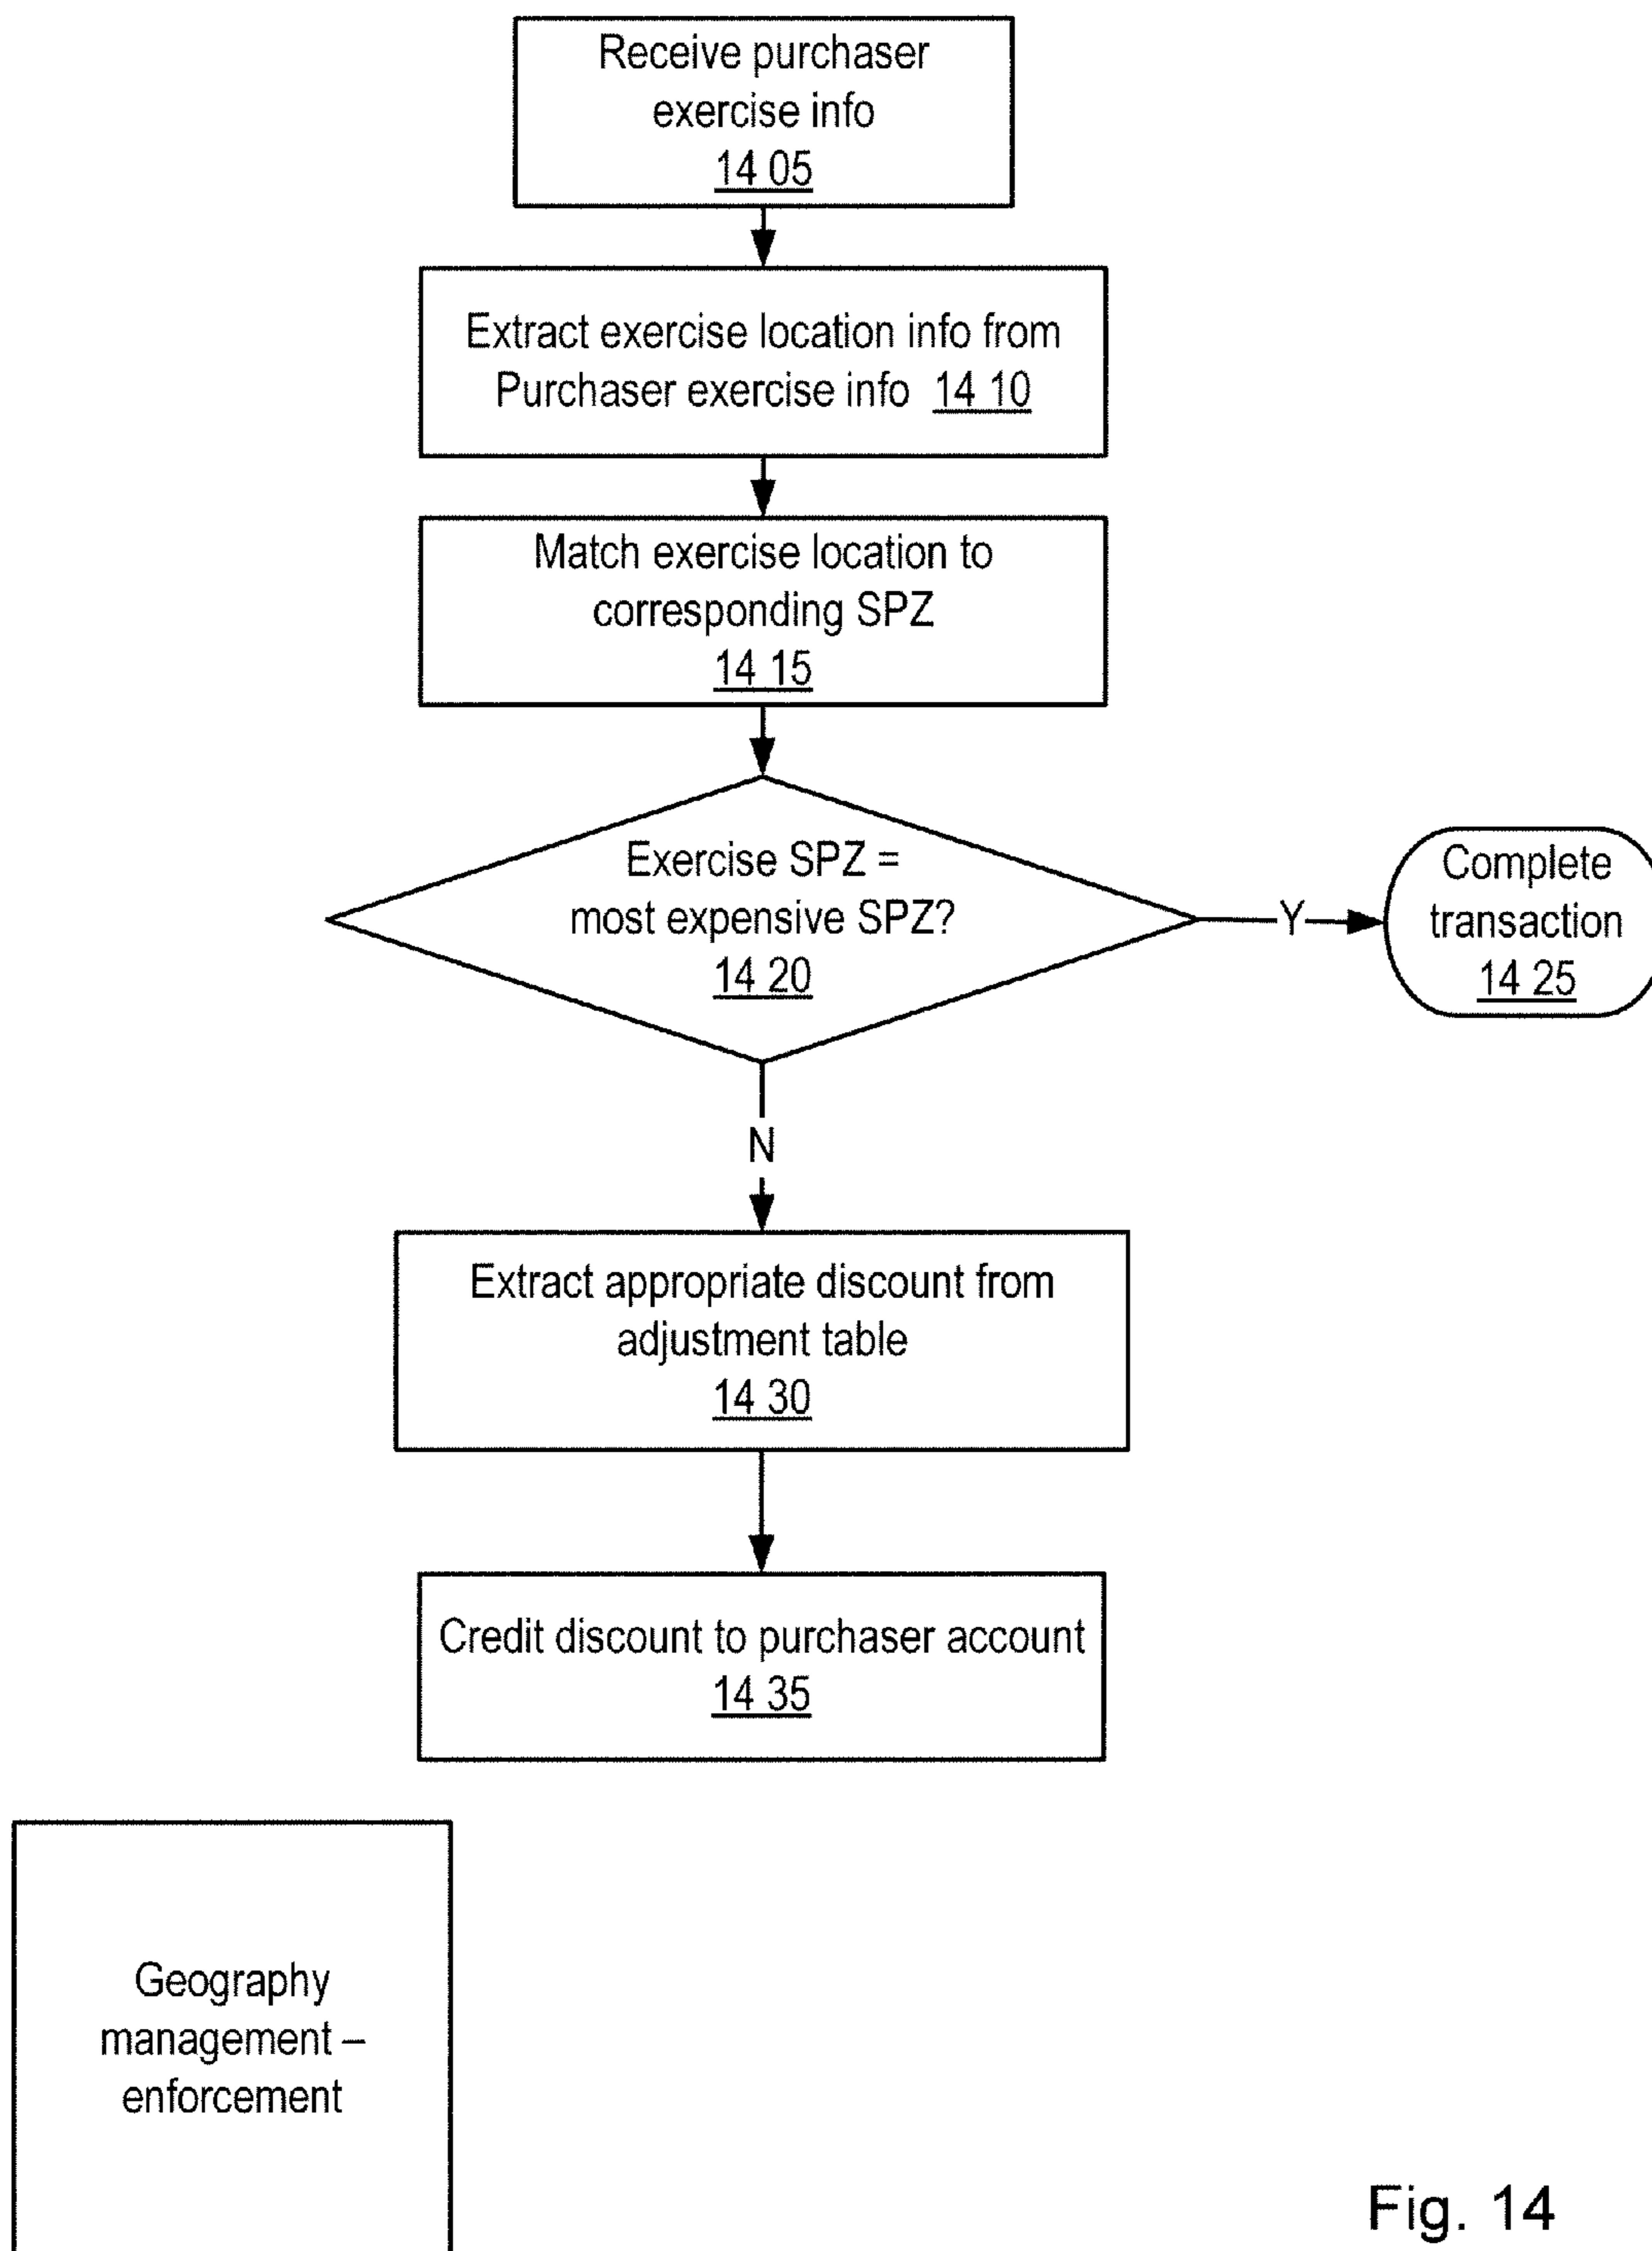 Receive purchaser
exercise info
14 05
Extract exercise location info from
Purchaser exercise info 14 10
Match exercise location to
corresponding SPZ
14 15
Exercise SPZ =
most expensive SPZ?
14 20
Y
Complete
transaction
14 25
N
Extract appropriate discount from
adjustment table
14 30
Credit discount to purchaser account
14 35
Geography
management –
enforcement
Fig. 14